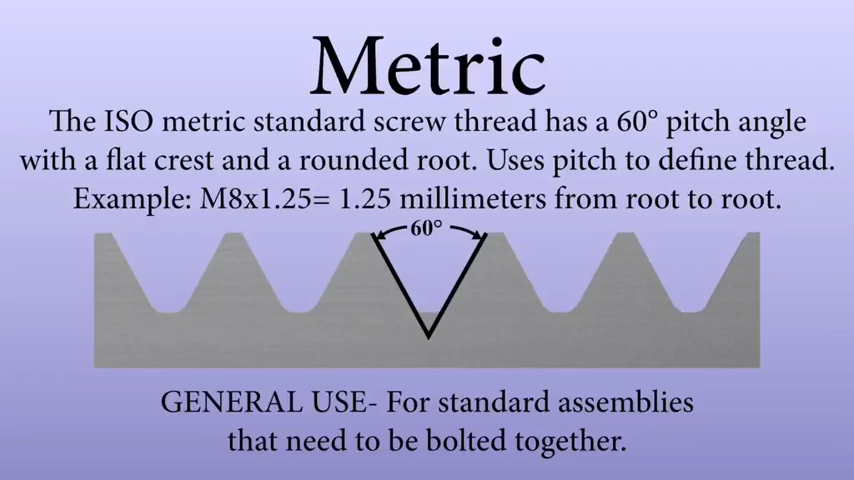 Metric
The ISO metric standard screw thread has a 60° pitch angle
with a flat crest and a rounded root. Uses pitch to define thread.
Example: M8x1.25= 1.25 millimeters from root to root.
60°
GENERAL USE- For standard assemblies
that need to be bolted together.